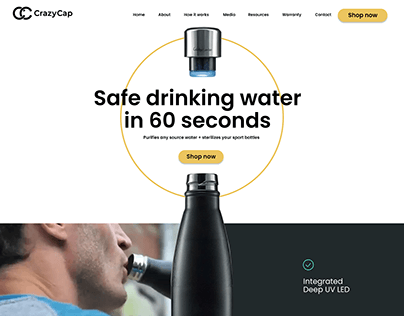 CrazyCap
Home About How it works Media Resources Warranty Contact Shop now
Safe drinking water
in 60 seconds
Purifies any source water + sterilizes your sport bottles
Shop now
Integrated
Deep UV LED